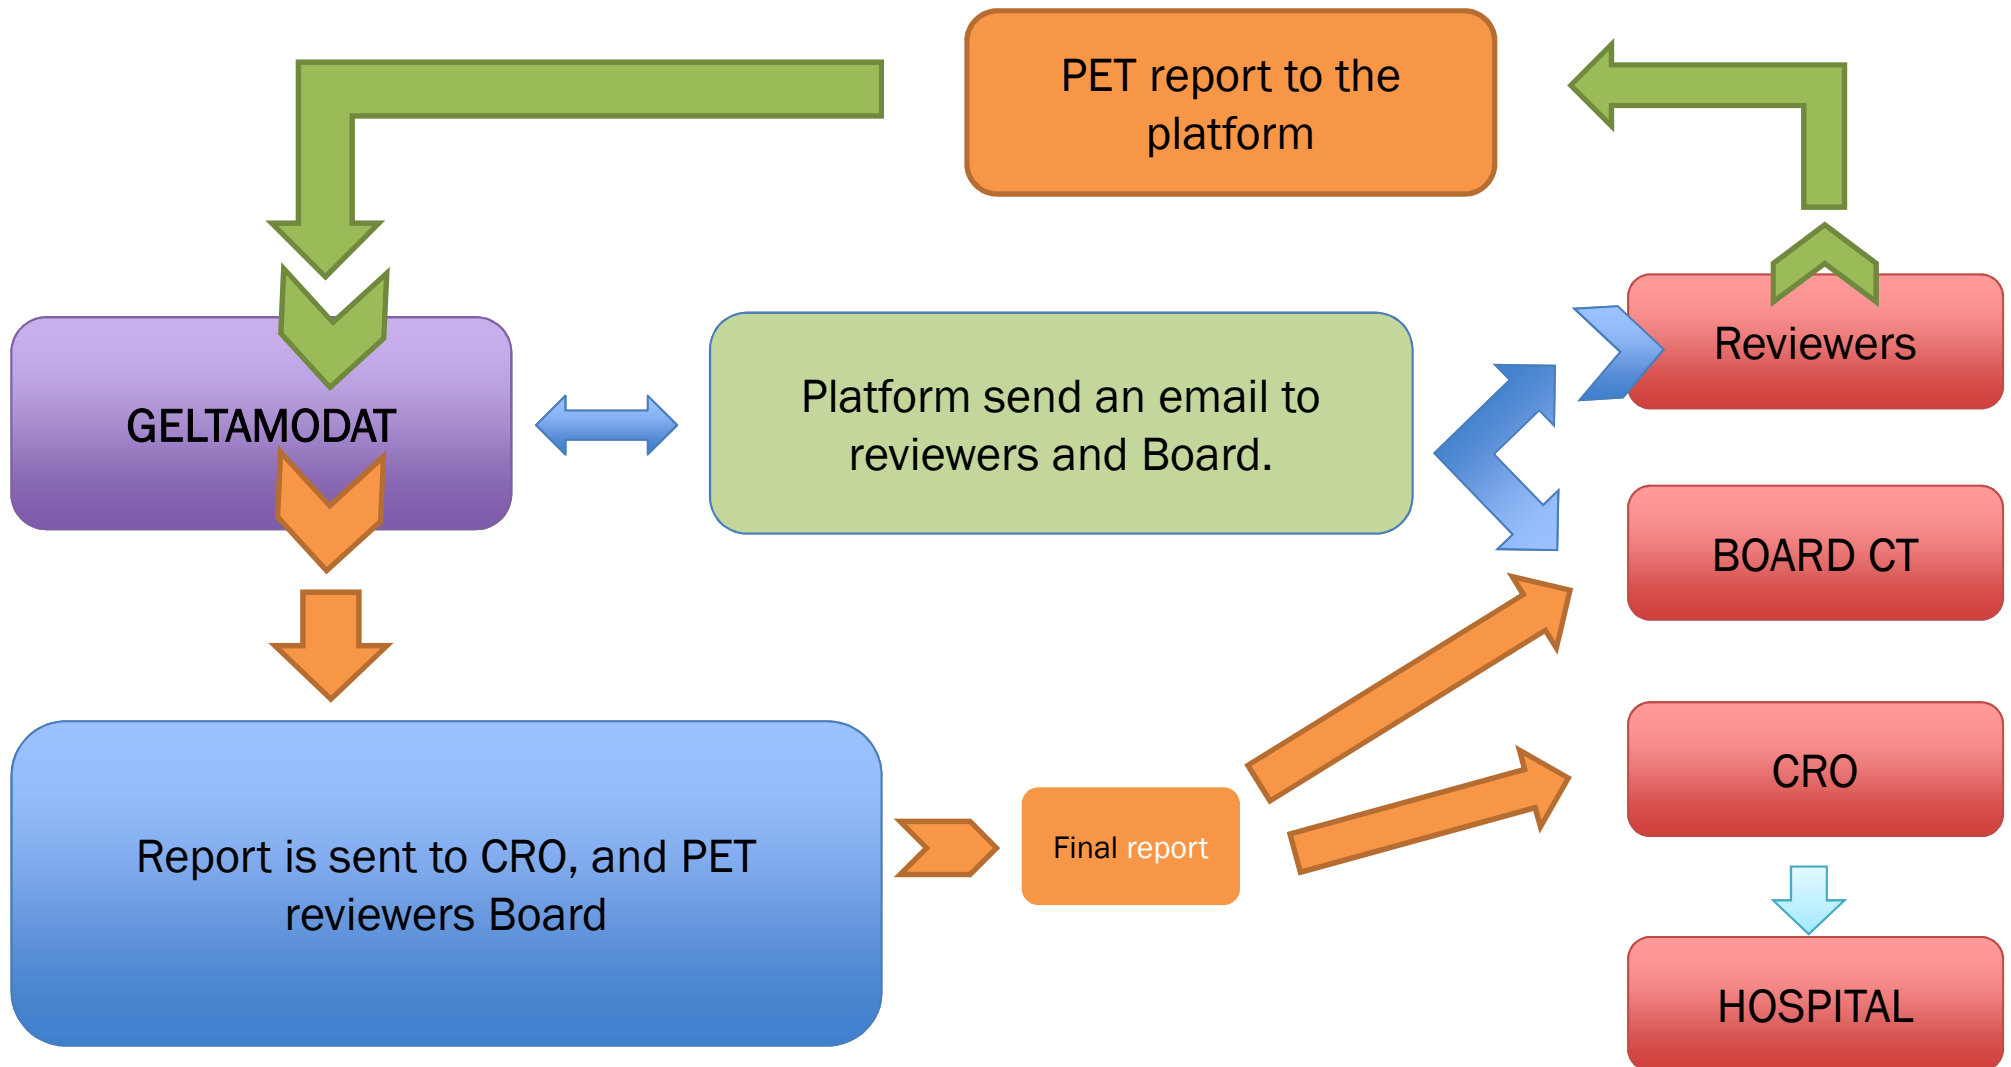 PET report to the
platform
GELTAMODAT
Platform send an email to
reviewers and Board.
Reviewers
BOARD CT
CRO
HOSPITAL
Report is sent to CRO, and PET
reviewers Board
Final report